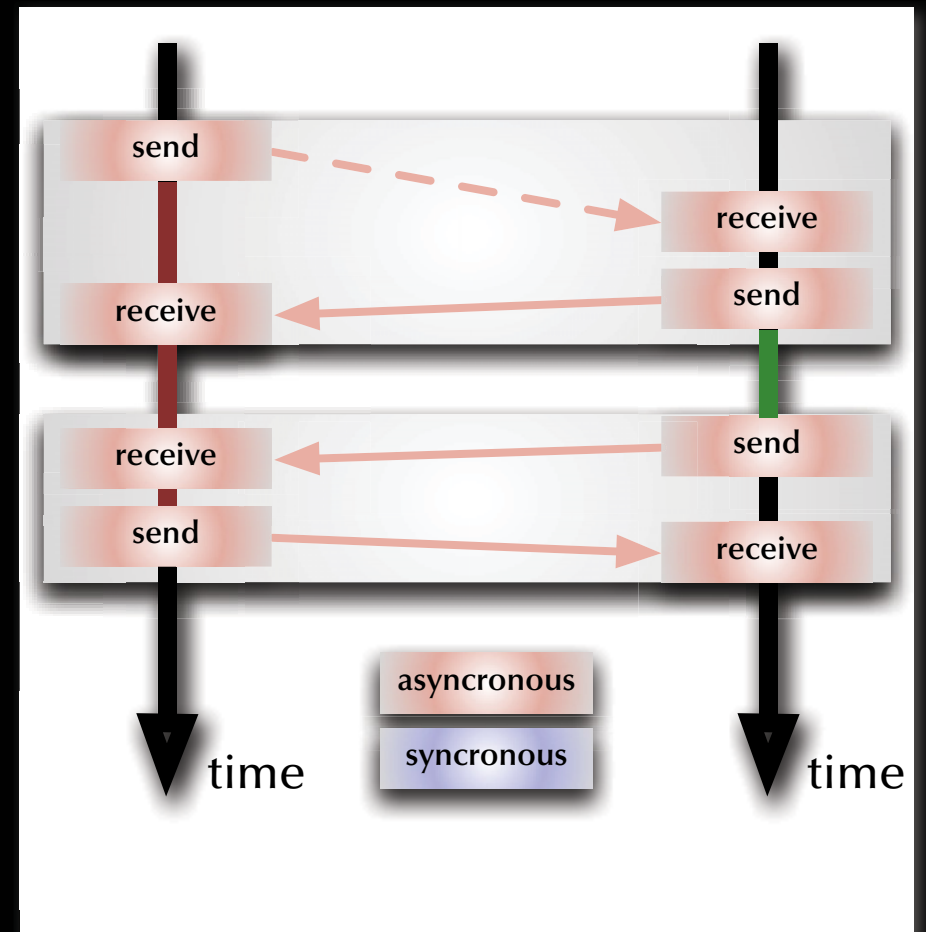 send
receive
send
receive
send
receive
send
receive
asyncronous
syncronous
time
time